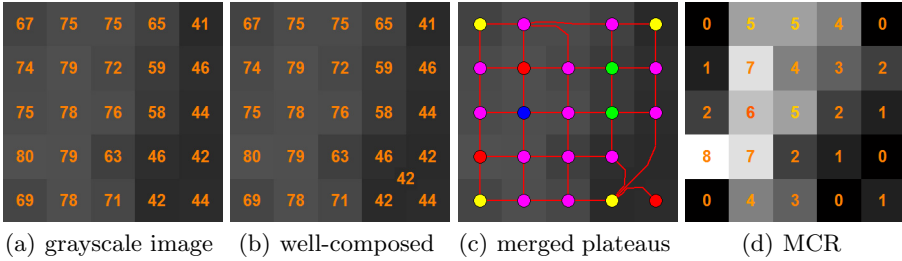 67 75 75 65 41 67 75 75 65 41 0 5 5 4 0
74 79 72 59 46 74 79 72 59 46 1 7 4 3 2
75 78 76 58 44 75 78 76 58 44 2 6 5 2 1
80 79 63 46 42 80 79 63 46 42 8 7 2 1 0
42
69 78 71 42 44 69 78 71 42 44 0 4 3 0 1
(a) grayscale image (b) well-composed (c) merged plateaus (d) MCR